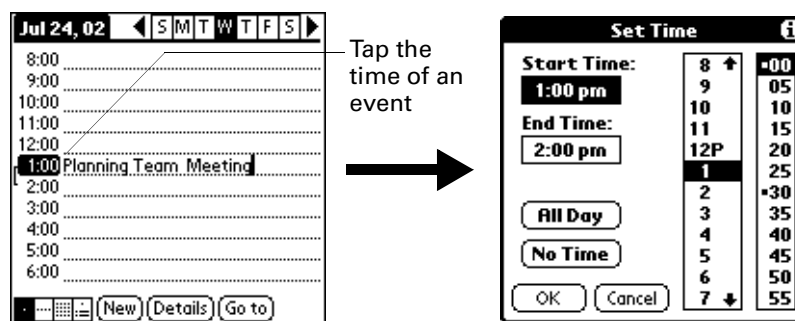 Jul 24, 02 S M T W T F S
8:00
9:00
10:00
11:00
12:00
1:00 Planning Team Meeting
2:00
3:00
4:00
5:00
6:00
New Details Go to
Tap the
time of an
event
Set Time i
Start Time:
1:00 pm
End Time:
2:00 pm
All Day
No Time
OK Cancel
8
9
10
11
12P
1
2
3
4
5
6
7
00
05
10
15
20
25
30
35
40
45
50
55